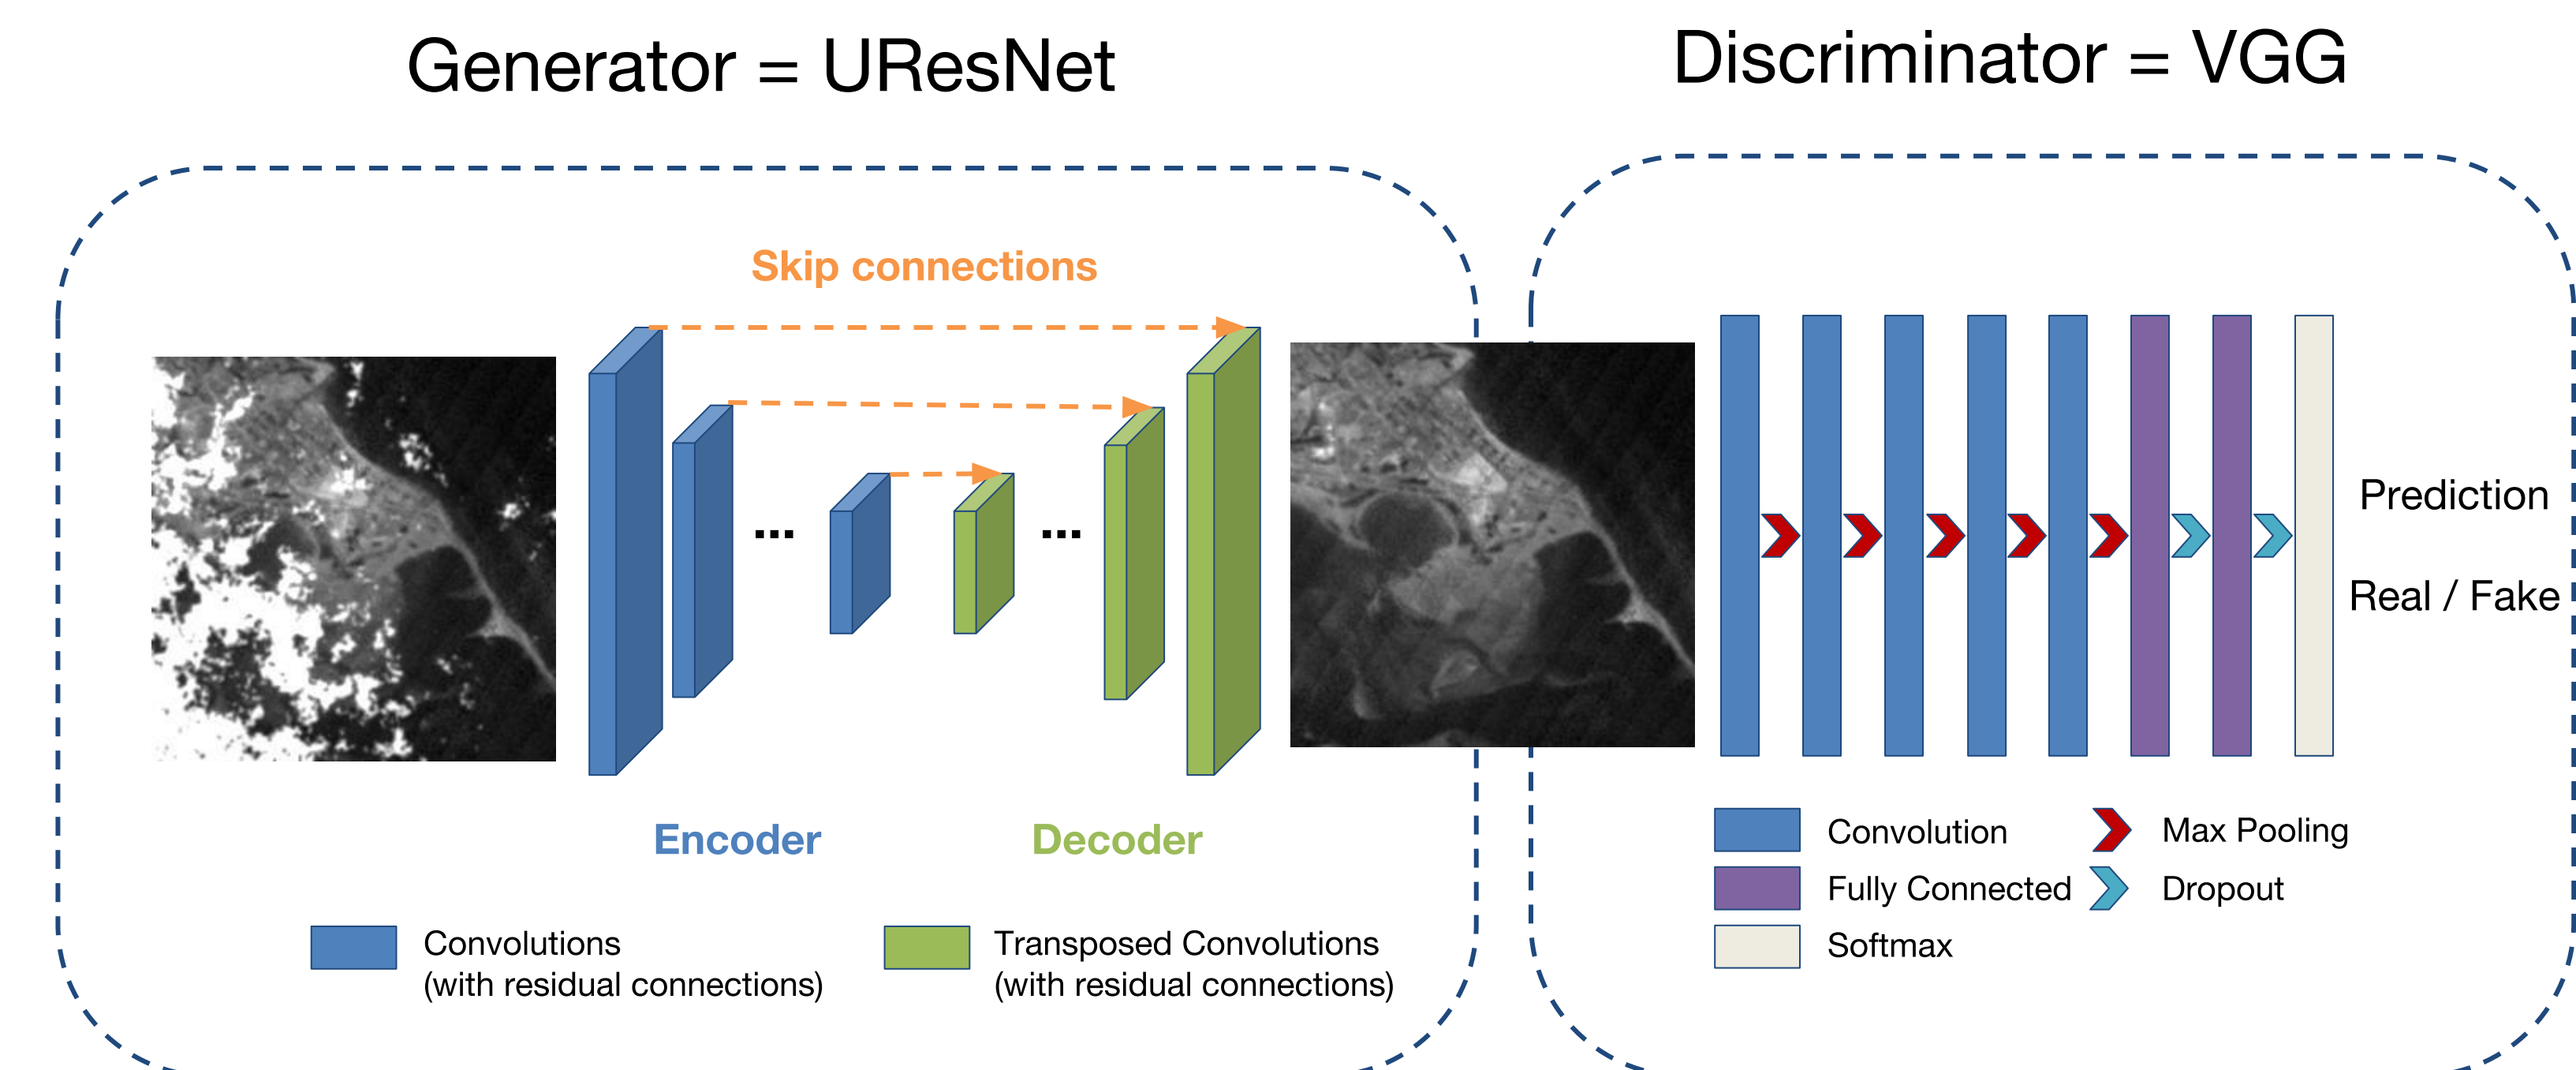 Generator = UResNet
Discriminator = VGG
Skip connections
...
...
Encoder
Decoder
Convolutions
(with residual connections)
Transposed Convolutions
(with residual connections)
Prediction
Real / Fake
Convolution
Max Pooling
Fully Connected
Dropout
Softmax